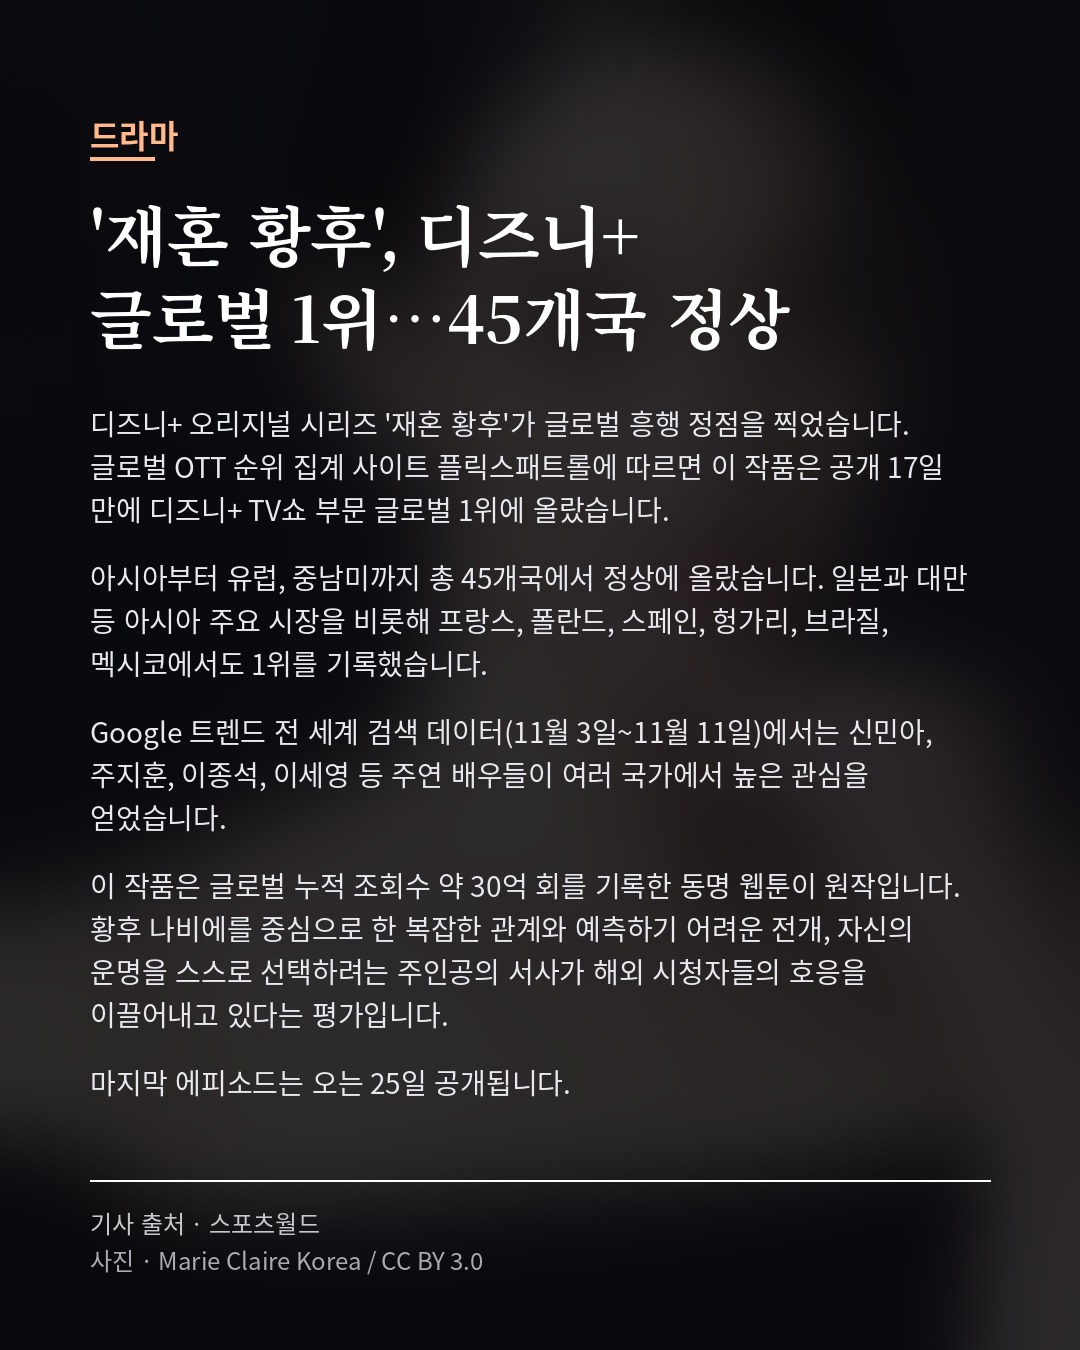 드라마
'재혼 황후', 디즈니+
글로벌 1위…45개국 정상
디즈니+ 오리지널 시리즈 '재혼 황후'가 글로벌 흥행 정점을 찍었습니다.
글로벌 OTT 순위 집계 사이트 플릭스패트롤에 따르면 이 작품은 공개 17일
만에 디즈니+ TV쇼 부문 글로벌 1위에 올랐습니다.
아시아부터 유럽, 중남미까지 총 45개국에서 정상에 올랐습니다. 일본과 대만
등 아시아 주요 시장을 비롯해 프랑스, 폴란드, 스페인, 헝가리, 브라질,
멕시코에서도 1위를 기록했습니다.
Google 트렌드 전 세계 검색 데이터(11월 3일~11월 11일)에서는 신민아,
주지훈, 이종석, 이세영 등 주연 배우들이 여러 국가에서 높은 관심을
얻었습니다.
이 작품은 글로벌 누적 조회수 약 30억 회를 기록한 동명 웹툰이 원작입니다.
황후 나비에를 중심으로 한 복잡한 관계와 예측하기 어려운 전개, 자신의
운명을 스스로 선택하려는 주인공의 서사가 해외 시청자들의 호응을
이끌어내고 있다는 평가입니다.
마지막 에피소드는 오는 25일 공개됩니다.
기사 출처 · 스포츠월드
사진 · Marie Claire Korea / CC BY 3.0